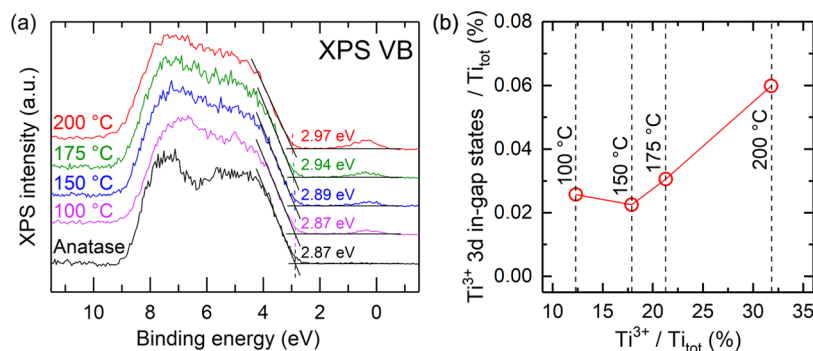 (a)
XPS VB
XPS intensity (a.u.)
200 °C
2.97 eV
175 °C
2.94 eV
150 °C
2.89 eV
100 °C
2.87 eV
Anatase
2.87 eV
10 8 6 4 2 0
Binding energy (eV)
(b)
Ti³⁺ 3d in-gap states / Ti_tot (%)
0.08
0.06
0.04
0.02
0.00
100 °C
150 °C
175 °C
200 °C
10 15 20 25 30 35
Ti³⁺ / Ti_tot (%)